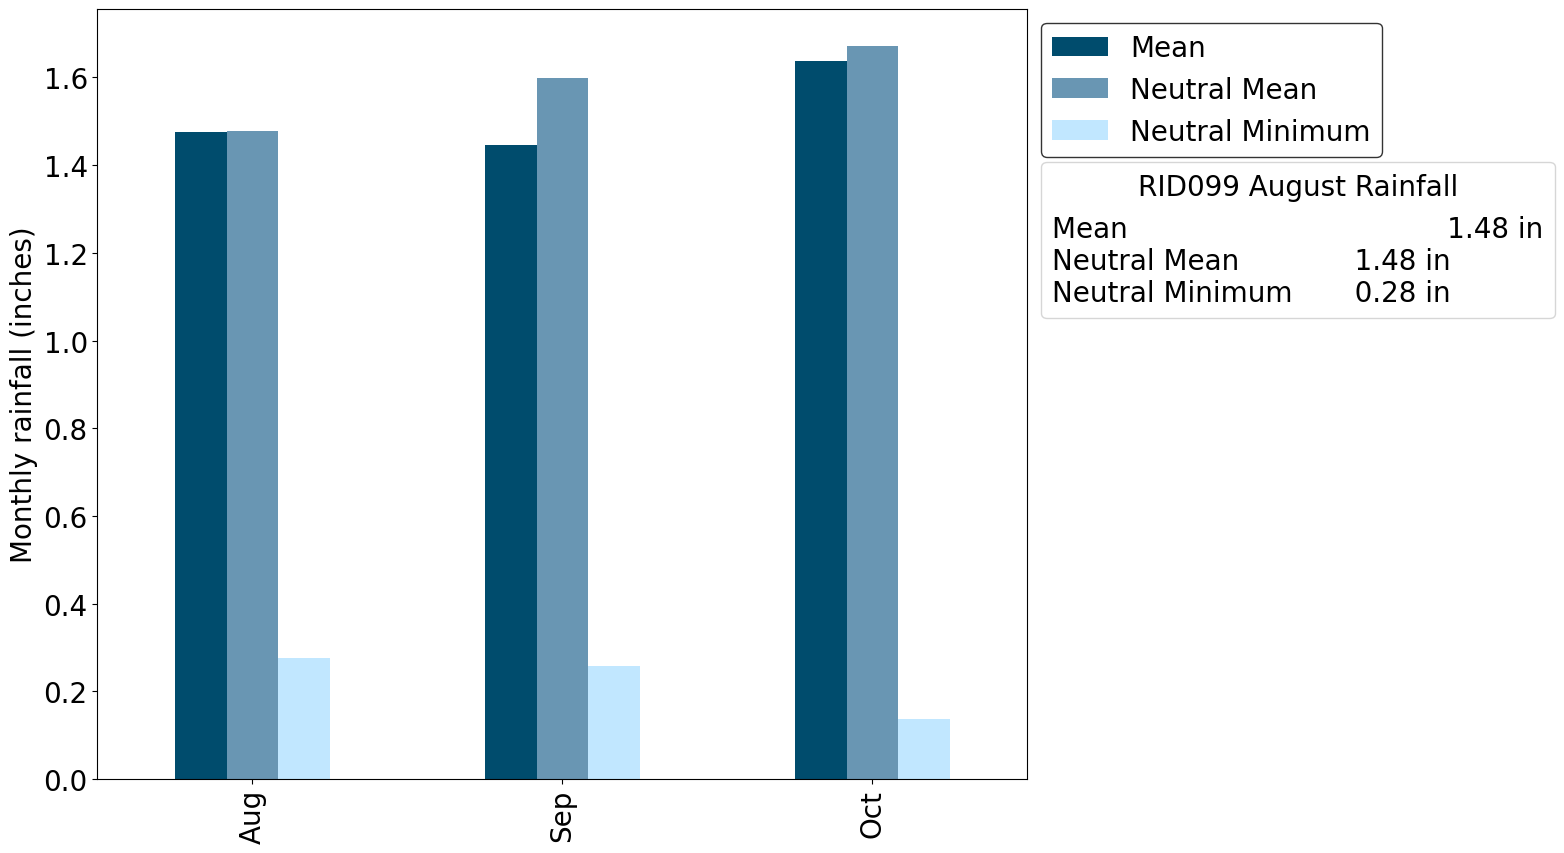 Monthly rainfall (inches)
1.6
1.4
1.2
1.0
0.8
0.6
0.4
0.2
0.0
Aug
Sep
Oct
Mean
Neutral Mean
Neutral Minimum
RID099 August Rainfall
Mean 1.48 in
Neutral Mean 1.48 in
Neutral Minimum 0.28 in